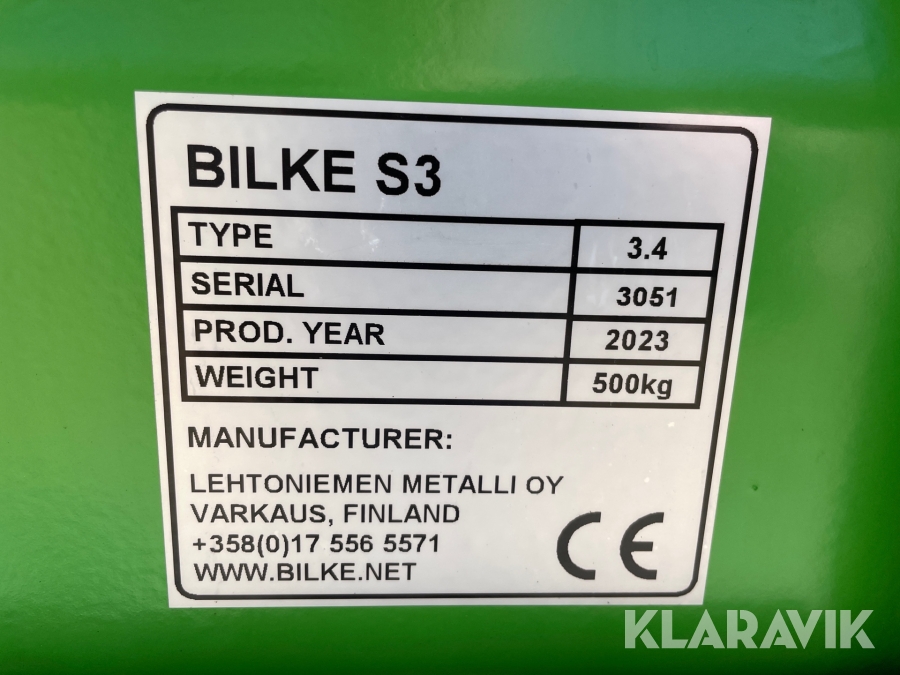 BILKE S3
TYPE 3.4
SERIAL 3051
PROD. YEAR 2023
WEIGHT 500kg
MANUFACTURER:
LEHTONIEMEN METALLI OY
VARKAUS, FINLAND
+358(0)17 556 5571
WWW.BILKE.NET
CE
KLARAVIK